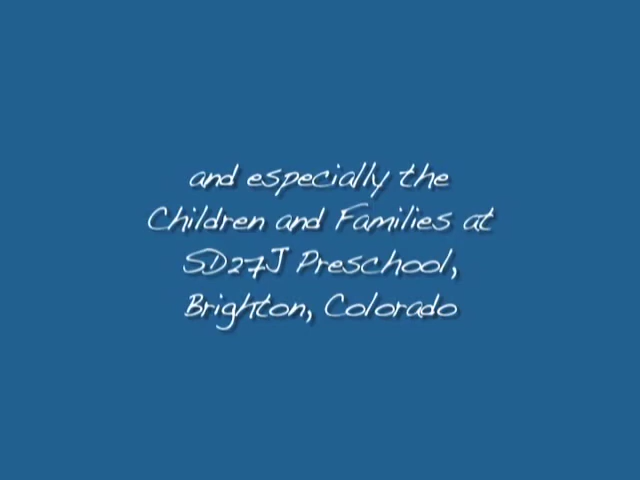 and especially the
Children and Families at
SD27J Preschool,
Brighton, Colorado